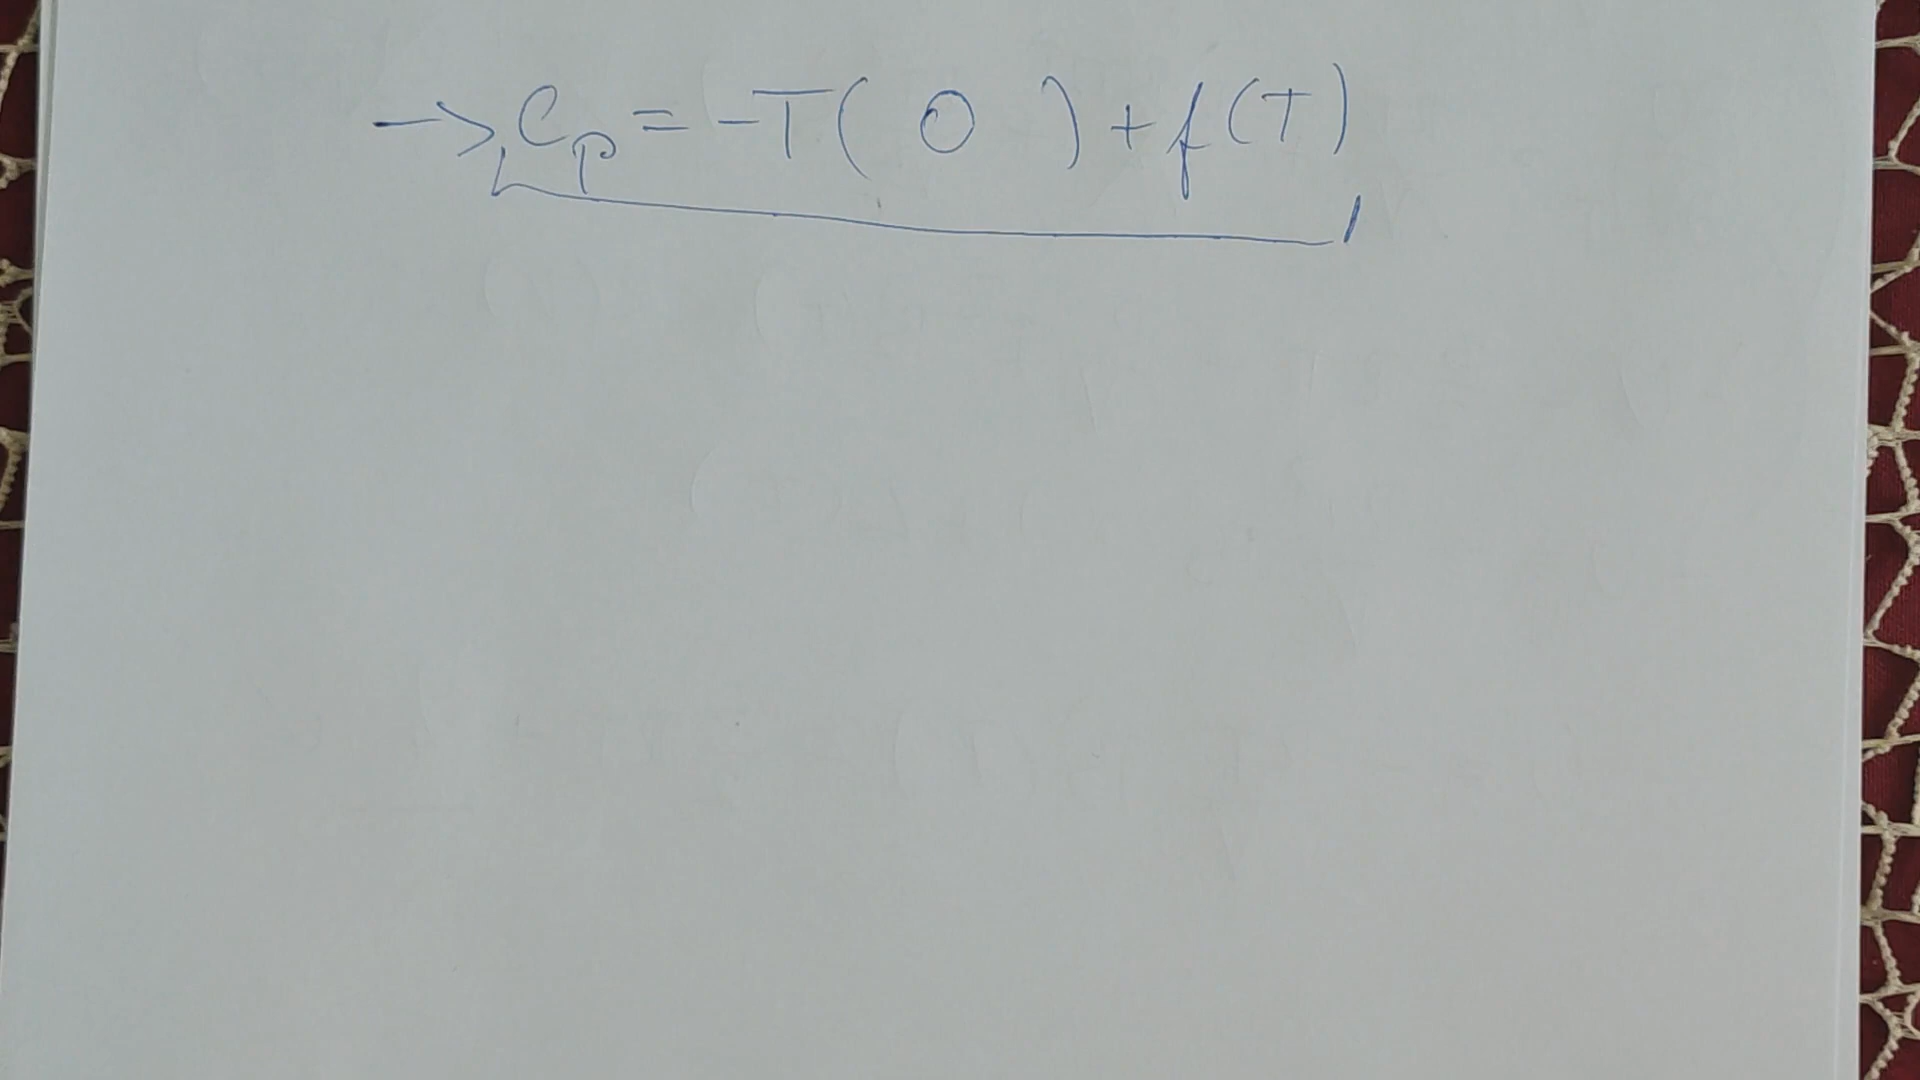 → Cp = -T( 0 ) + f(T)